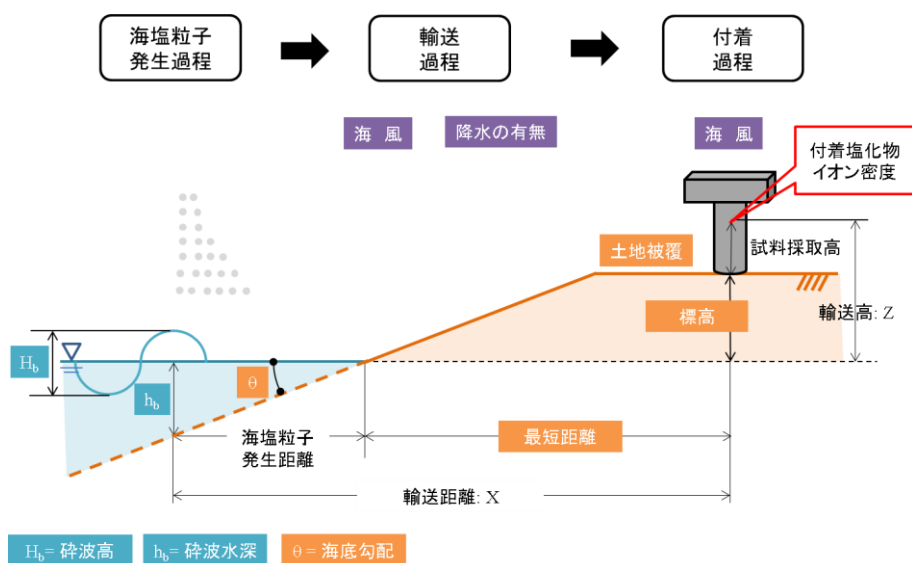 海塩粒子
発生過程
輸送
過程
付着
過程
海 風
降水の有無
海 風
付着塩化物
イオン密度
土地被覆
試料採取高
標高
輸送高: Z
Hb
hb
θ
海塩粒子
発生距離
最短距離
輸送距離: X
Hb= 砕波高
hb= 砕波水深
θ= 海底勾配